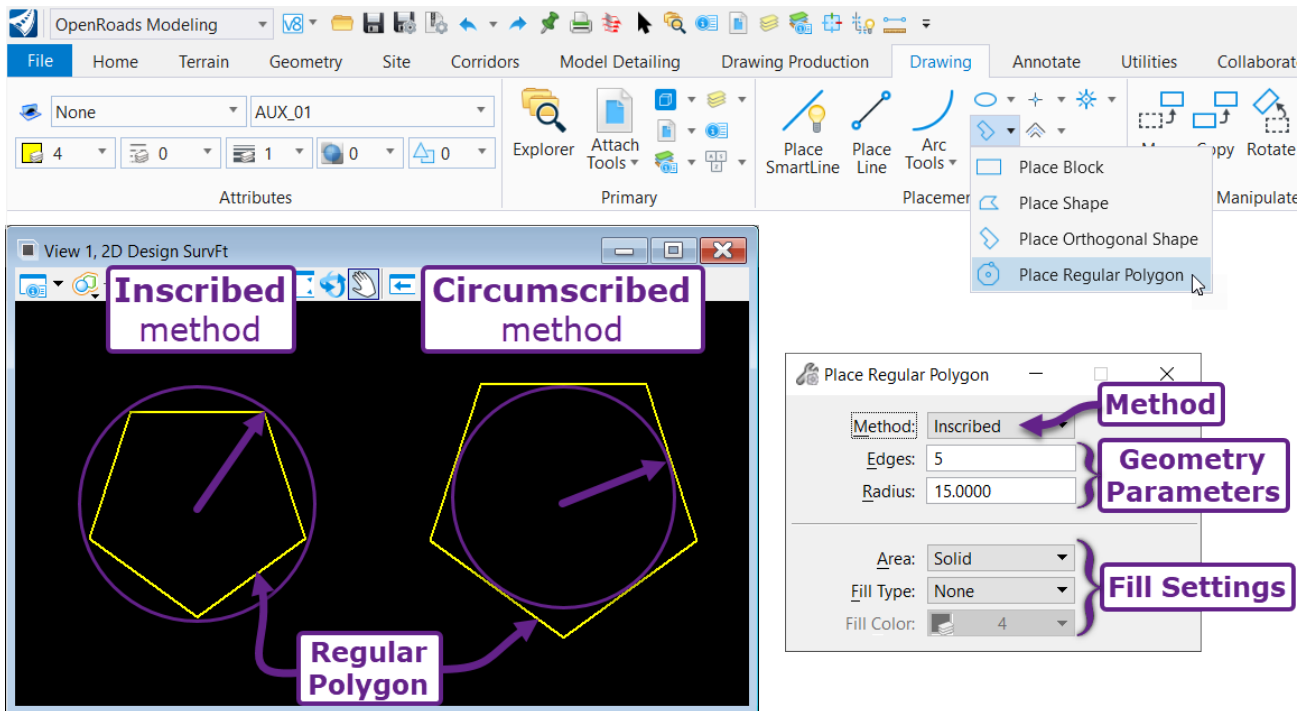 OpenRoads Modeling
V8
File Home Terrain Geometry Site Corridors Model Detailing Drawing Production Drawing Annotate Utilities Collaborat
None AUX_01
4 0 1 0 0
Attributes
Explorer
Attach
Tools
Primary
Place
SmartLine
Place
Line
Arc
Tools
Placemen
Copy Rotate
Manipulate
Place Block
Place Shape
Place Orthogonal Shape
Place Regular Polygon
View 1, 2D Design SurvFt
Inscribed
method
Circumscribed
method
Regular
Polygon
Place Regular Polygon
Method: Inscribed
Method
Edges: 5
Radius: 15.0000
Geometry
Parameters
Area: Solid
Fill Type: None
Fill Color: 4
Fill Settings